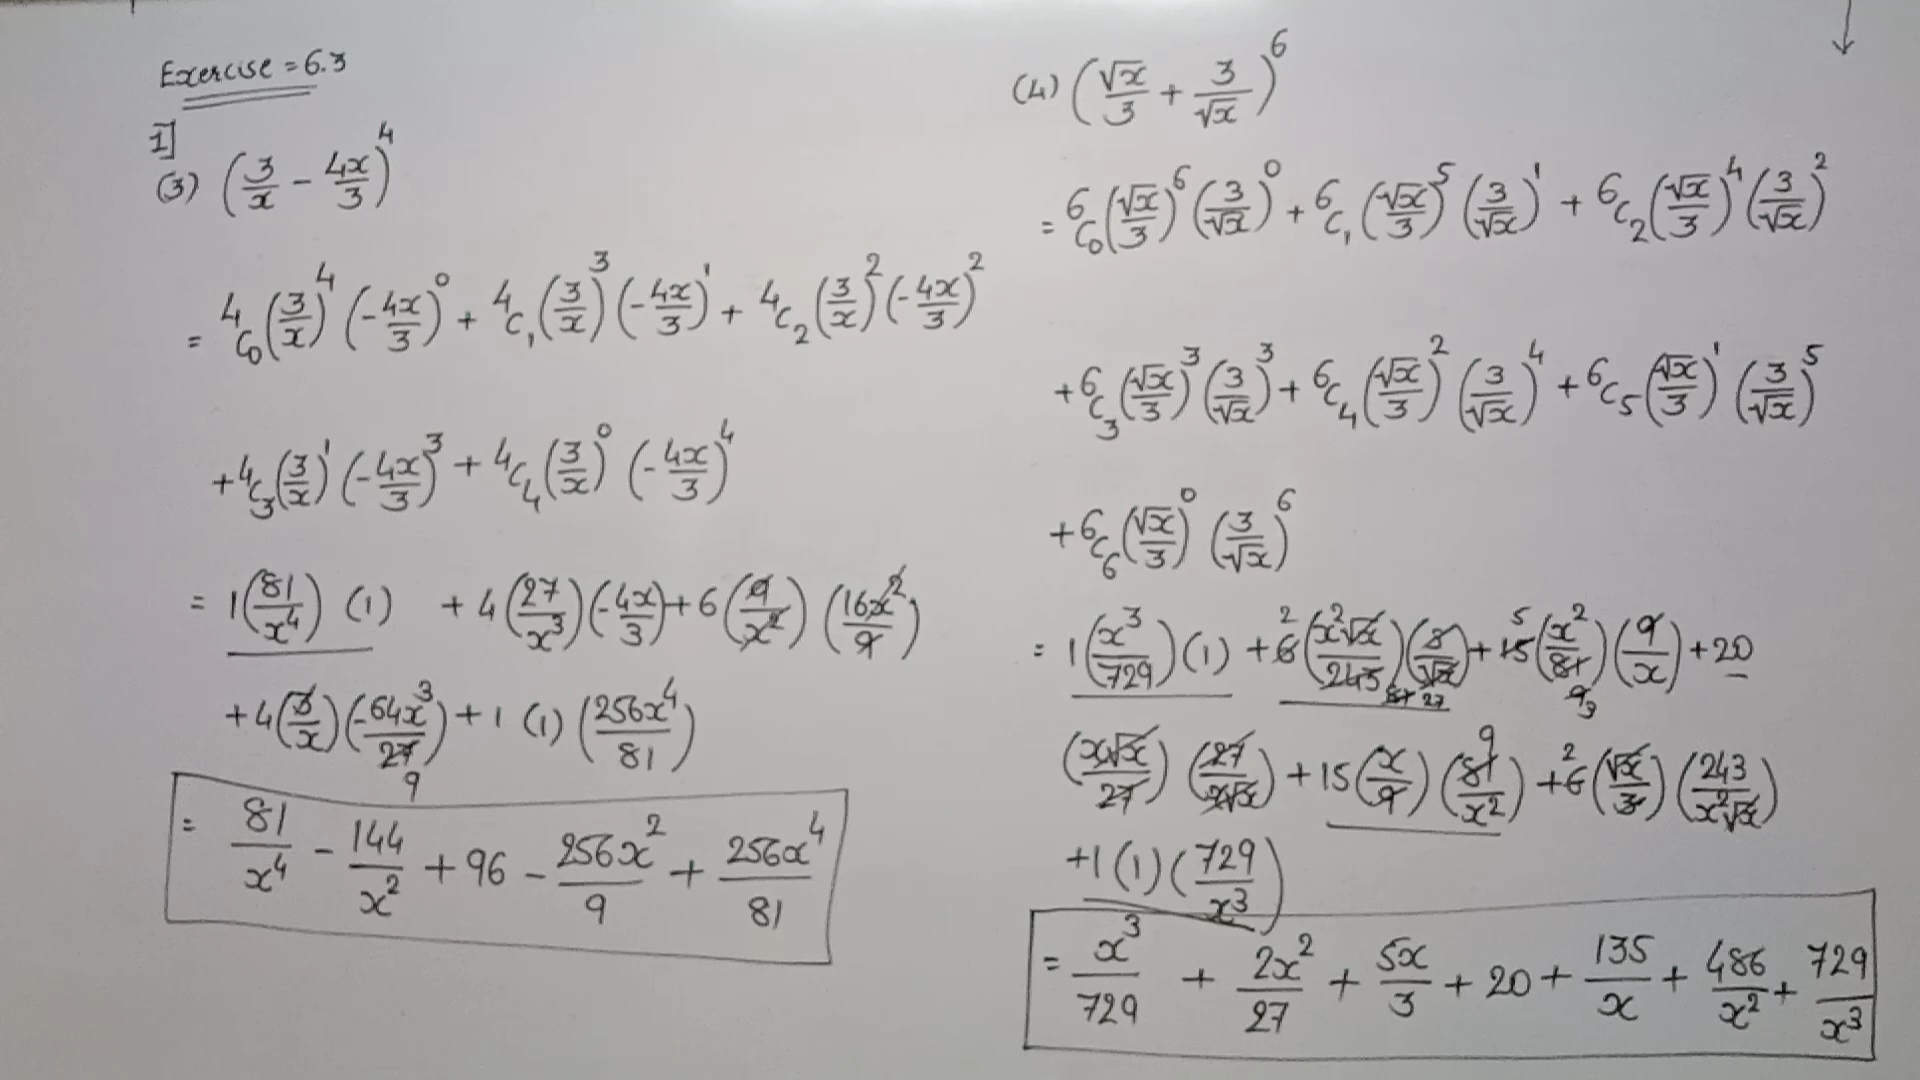 Exercise = 6.3
1]
(3) (3/x - 4x/3)^4
= ⁴C₀(3/x)^4 (-4x/3)^0 + ⁴C₁(3/x)^3 (-4x/3)^1 + ⁴C₂(3/x)^2 (-4x/3)^2
+ ⁴C₃(3/x)^1 (-4x/3)^3 + ⁴C₄(3/x)^0 (-4x/3)^4
= 1(81/x^4) (1) + 4(27/x^3)(-4x/3) + 6(9/x^2) (16x^2/9)
+ 4(3/x)(-64x^3/27) + 1 (1) (256x^4/81)
9
= 81/x^4 - 144/x^2 + 96 - 256x^2/9 + 256x^4/81
(4) (√x/3 + 3/√x)^6
= ⁶C₀(√x/3)^6 (3/√x)^0 + ⁶C₁(√x/3)^5 (3/√x)^1 + ⁶C₂(√x/3)^4 (3/√x)^2
+ ⁶C₃(√x/3)^3 (3/√x)^3 + ⁶C₄(√x/3)^2 (3/√x)^4 + ⁶C₅(√x/3)^1 (3/√x)^5
+ ⁶C₆(√x/3)^0 (3/√x)^6
= 1(x^3/729)(1) + 6(x^2√x/243)(3/√x) + 15(x^2/81)(9/x) + 20
(x√x/27) (27/x√x) + 15(x/9)(81/x^2) + 6(√x/3)(243/x^2√x)
+1 (1) (729/x^3)
= x^3/729 + 2x^2/27 + 5x/3 + 20 + 135/x + 486/x^2 + 729/x^3